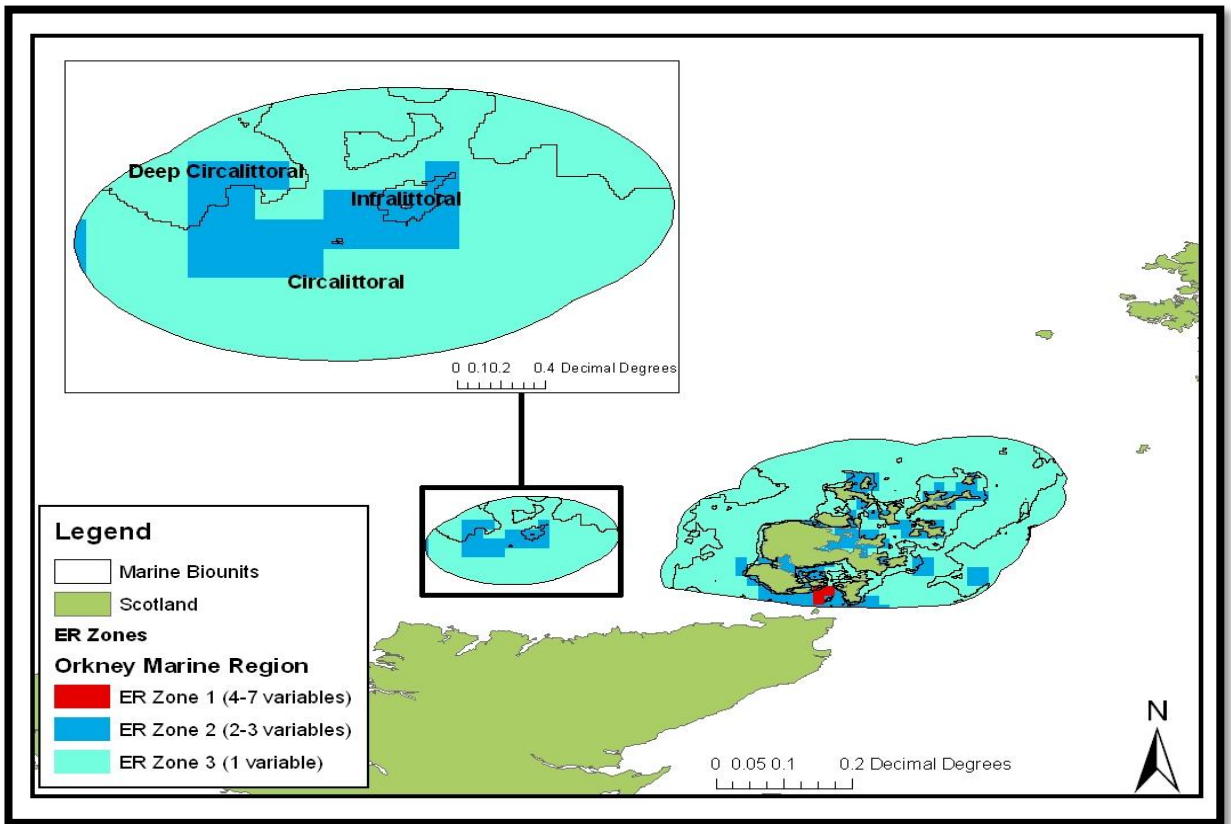 Deep Circalittoral
Infralittoral
Circalittoral
0 0.10.2 0.4 Decimal Degrees
Legend
Marine Biounits
Scotland
ER Zones
Orkney Marine Region
ER Zone 1 (4-7 variables)
ER Zone 2 (2-3 variables)
ER Zone 3 (1 variable)
0 0.05 0.1 0.2 Decimal Degrees
N